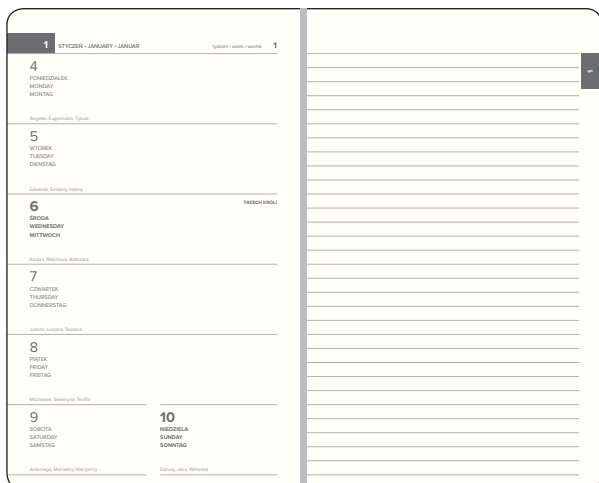 1 STYCZEŃ • JANUARY • JANUAR tydzień / week / woche 1
4
PONIEDZIAŁEK
MONDAY
MONTAG
Angeliki, Eugeniusza, Tytusa
5
WTOREK
TUESDAY
DIENSTAG
Edwarda, Emiliany, Hanny
6 TRZECH KRÓLI
ŚRODA
WEDNESDAY
MITTWOCH
Kacpra, Melchiora, Baltazara
7
CZWARTEK
THURSDAY
DONNERSTAG
Juliana, Lucjana, Teodora
8
PIĄTEK
FRIDAY
FREITAG
Mścisława, Seweryna, Teofila
9
SOBOTA
SATURDAY
SAMSTAG
Antoniego, Marceliny, Marcjanny
10
NIEDZIELA
SUNDAY
SONNTAG
Danuty, Jana, Wilhelma
1